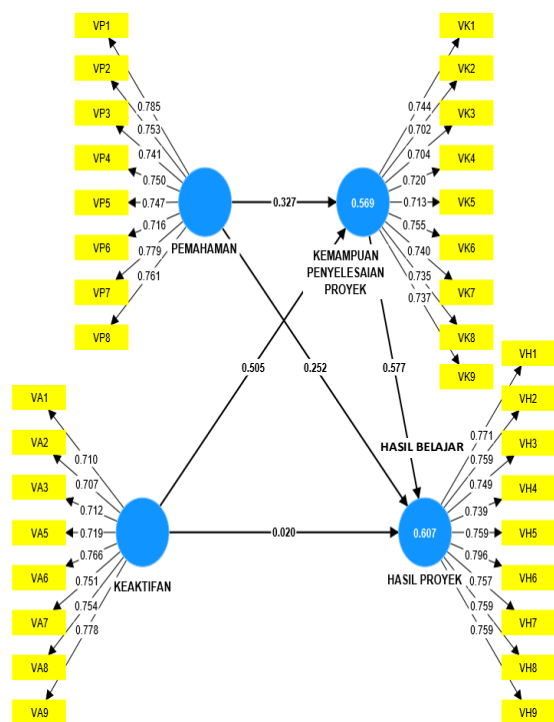 VP1
VP2
VP3
VP4
VP5
VP6
VP7
VP8
0.785
0.753
0.741
0.750
0.747
0.716
0.779
0.761
PEMAHAMAN
0.327
0.569
KEMAMPUAN
PENYELESAIAN
PROYEK
VK1
VK2
VK3
VK4
VK5
VK6
VK7
VK8
VK9
0.744
0.702
0.704
0.720
0.713
0.755
0.740
0.735
0.737
0.505
0.252
0.577
VA1
VA2
VA3
VA5
VA6
VA7
VA8
VA9
0.710
0.707
0.712
0.719
0.766
0.751
0.754
0.778
KEAKTIFAN
0.020
HASIL BELAJAR
0.607
HASIL PROYEK
VH1
VH2
VH3
VH4
VH5
VH6
VH7
VH8
VH9
0.771
0.759
0.749
0.739
0.759
0.796
0.757
0.759
0.759